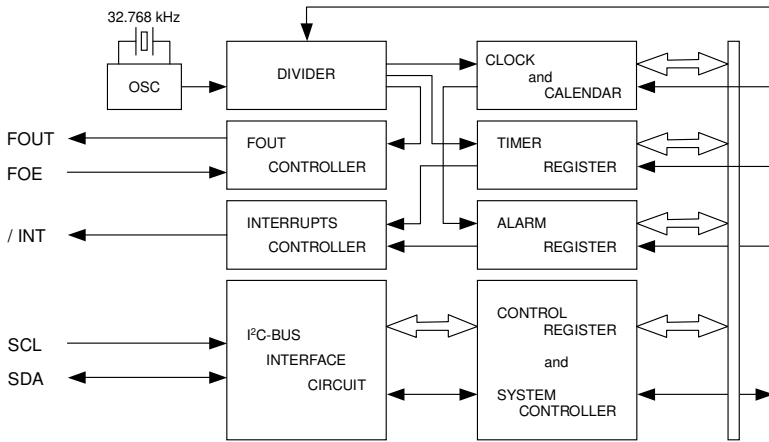 32.768 kHz
OSC
DIVIDER
CLOCK
and
CALENDAR
FOUT
FOE
FOUT
CONTROLLER
TIMER
REGISTER
/ INT
INTERRUPTS
CONTROLLER
ALARM
REGISTER
SCL
SDA
I²C-BUS
INTERFACE
CIRCUIT
CONTROL
REGISTER
and
SYSTEM
CONTROLLER